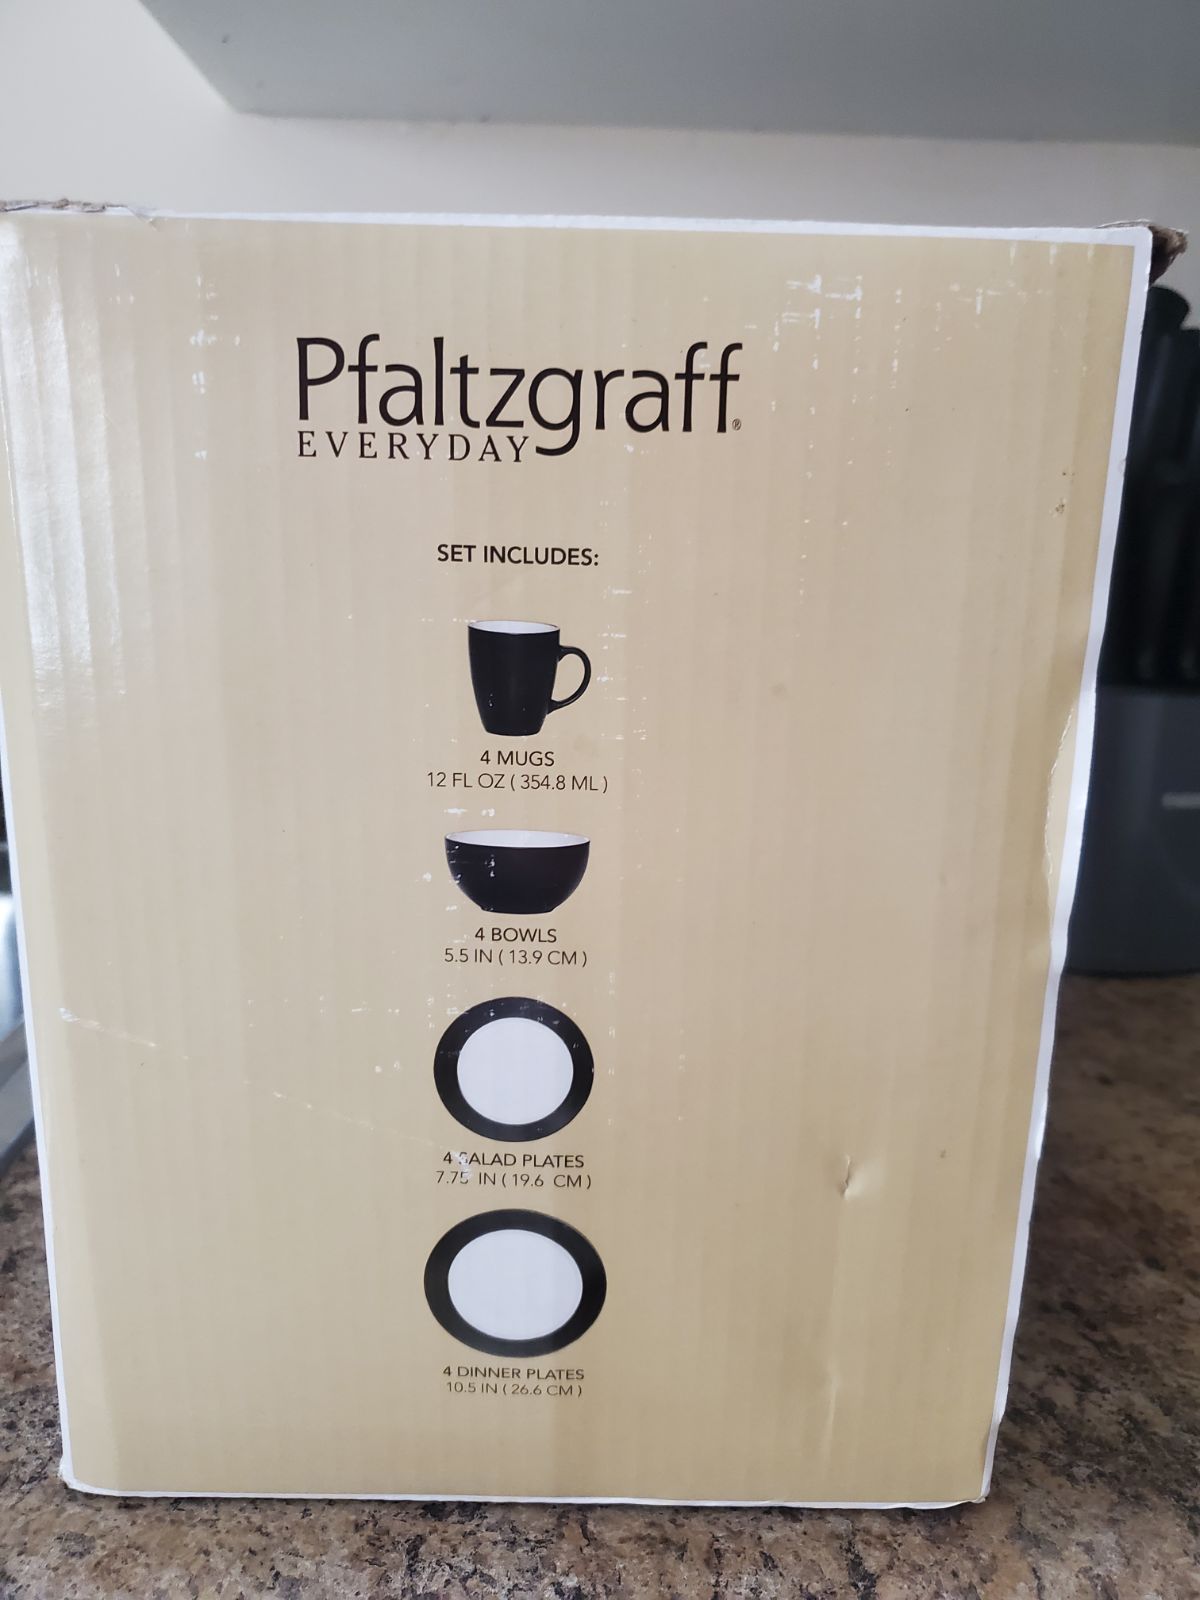 Pfaltzgraff®
EVERYDAY
SET INCLUDES:
4 MUGS
12 FL OZ ( 354.8 ML )
4 BOWLS
5.5 IN ( 13.9 CM )
4 SALAD PLATES
7.75 IN ( 19.6 CM )
4 DINNER PLATES
10.5 IN ( 26.6 CM )